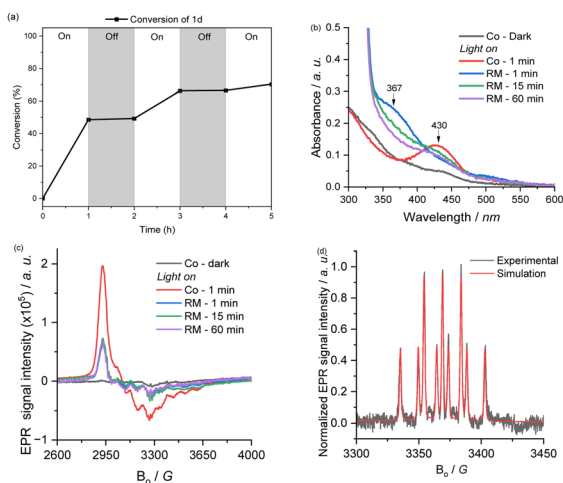 (a)
Conversion of 1d
On Off On Off On
100
80
60
40
20
0
Conversion (%)
0 1 2 3 4 5
Time (h)
(b)
Co - Dark
Light on
Co - 1 min
RM - 1 min
RM - 15 min
RM - 60 min
367
430
0.5
0.4
0.3
0.2
0.1
0.0
Absorbance / a. u.
300 350 400 450 500 550 600
Wavelength / nm
(c)
Co - dark
Light on
Co - 1 min
RM - 1 min
RM - 15 min
RM - 60 min
2
1
0
−1
EPR signal intensity (x10⁵) / a. u.
2600 2950 3300 3650 4000
B₀ / G
(d)
Experimental
Simulation
1.0
0.8
0.6
0.4
0.2
0.0
Normalized EPR signal intensity / a. u.
3300 3350 3400 3450
B₀ / G